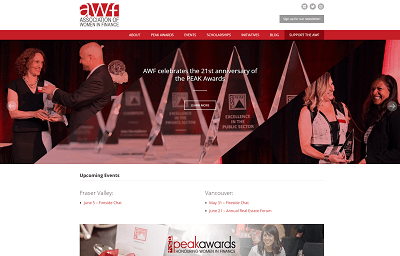 awf
ASSOCIATION OF
WOMEN IN FINANCE
Sign up for our newsletter!
ABOUT PEAK AWARDS EVENTS SCHOLARSHIPS INITIATIVES BLOG SUPPORT THE AWF
AWF celebrates the 21st anniversary of
the PEAK Awards
LEARN MORE
EXCELLENCE
IN THE
PUBLIC SECTOR
Upcoming Events
Fraser Valley:
June 5 – Fireside Chat
Vancouver:
May 31 – Fireside Chat
June 21 – Annual Real Estate Forum
peakawards
HONOURING WOMEN IN FINANCE